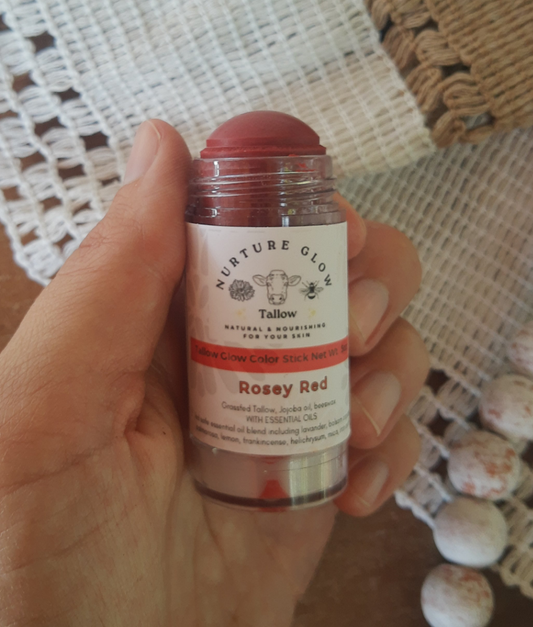 NURTURE GLOW
Tallow
NATURAL & NOURISHING
FOR YOUR SKIN
Tallow Glow Color Stick Net Wt.
Rosey Red
Grassfed Tallow, Jojoba oil, beeswax
WITH ESSENTIAL OILS
essential oil blend including lavender,
lemon, frankincense, helichrysum,